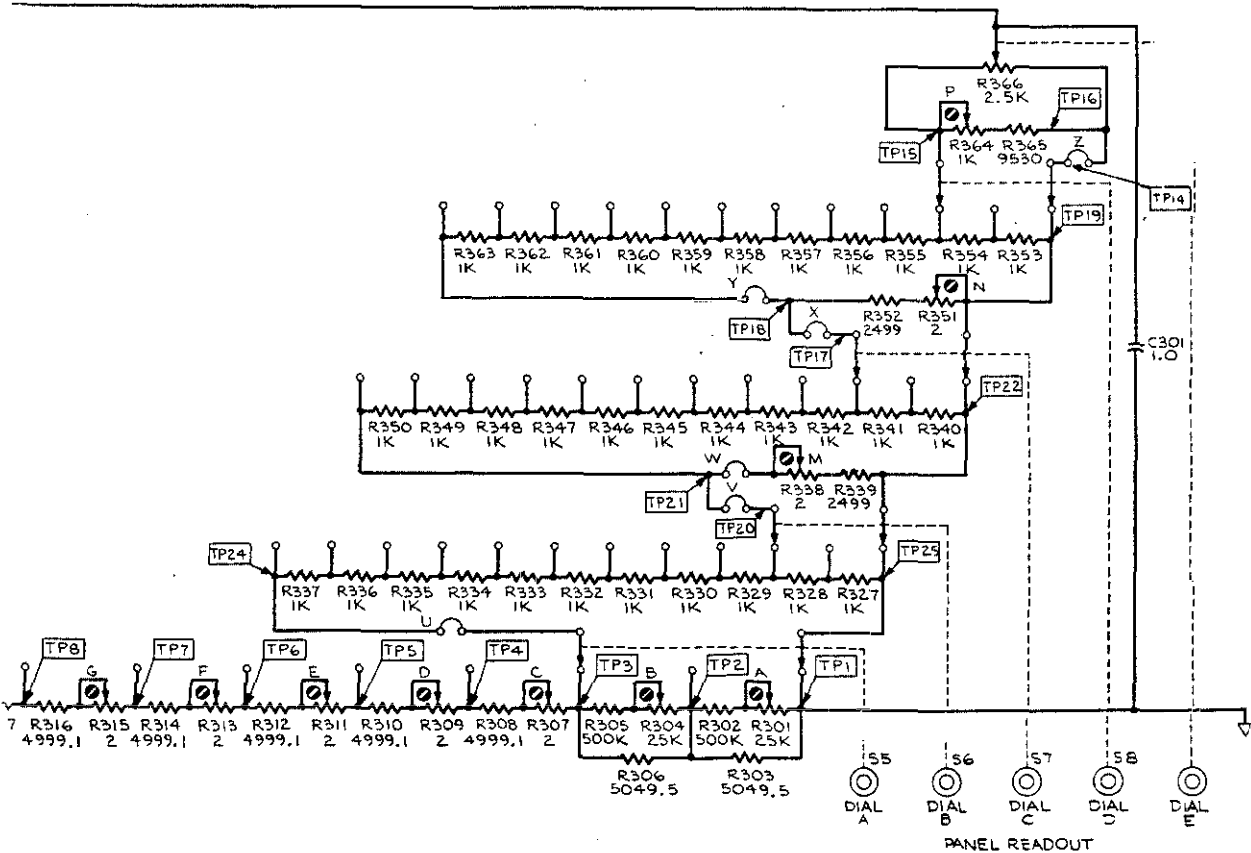 R366
2.5K
P
TP16
TP15
R364 R365
1K 9530
Z
TP14
TP19
R363 R362 R361 R360 R359 R358 R357 R356 R355 R354 R353
1K 1K 1K 1K 1K 1K 1K 1K 1K 1K 1K
Y
N
TP18
X
R352 R351
2499 2
TP17
C301
1.0
TP22
R350 R349 R348 R347 R346 R345 R344 R343 R342 R341 R340
1K 1K 1K 1K 1K 1K 1K 1K 1K 1K 1K
W
M
TP21
V
R338 R339
2 2499
TP20
TP24
TP25
R337 R336 R335 R334 R333 R332 R331 R330 R329 R328 R327
1K 1K 1K 1K 1K 1K 1K 1K 1K 1K 1K
U
TP8 TP7 TP6 TP5 TP4 TP3 TP2 TP1
G F E D C B A
7 R316 R315 R314 R313 R312 R311 R310 R309 R308 R307 R305 R304 R302 R301
4999.1 2 4999.1 2 4999.1 2 4999.1 2 4999.1 2 500K 25K 500K 25K
R306 R303
5049.5 5049.5
S5 S6 S7 S8
DIAL DIAL DIAL DIAL DIAL
A B C D E
PANEL READOUT